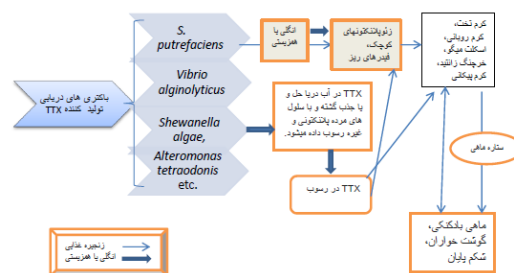 باکتری های دریایی
تولید کننده TTX
S.
putrefaciens
Vibrio
alginolyticus
Shewanella
algae,
Alteromonas
tetraodonis
etc.
انگلی یا
همزیستی
زئوپلانکتونهای
کوچک،
فیدرهای ریز
TTX در آب دریا حل و
یا جذب گشته و با سلول
های مرده پلانکتونی و
غیره رسوب داده میشود.
TTX در رسوب
کرم تخت،
کرم روبانی،
اسکلت میگو،
خرچنگ زانتید،
کرم پیکانی
ستاره ماهی
ماهی بادکنکی،
گوشت خواران،
شکم پایان
زنجیره غذایی
انگلی یا همزیستی